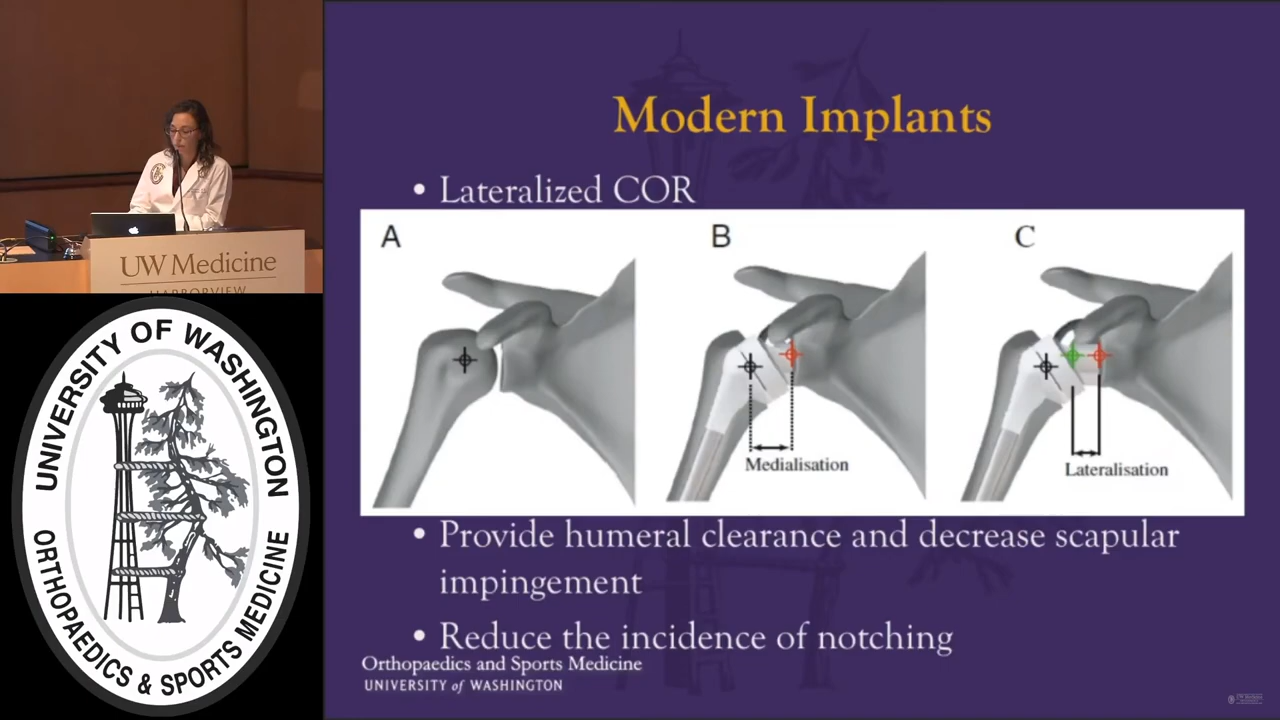 Modern Implants
• Lateralized COR
A
B
C
Medialisation
Lateralisation
• Provide humeral clearance and decrease scapular
impingement
• Reduce the incidence of notching
Orthopaedics and Sports Medicine
UNIVERSITY of WASHINGTON
UW Medicine
HARBORVIEW
UNIVERSITY OF WASHINGTON
ORTHOPAEDICS & SPORTS MEDICINE